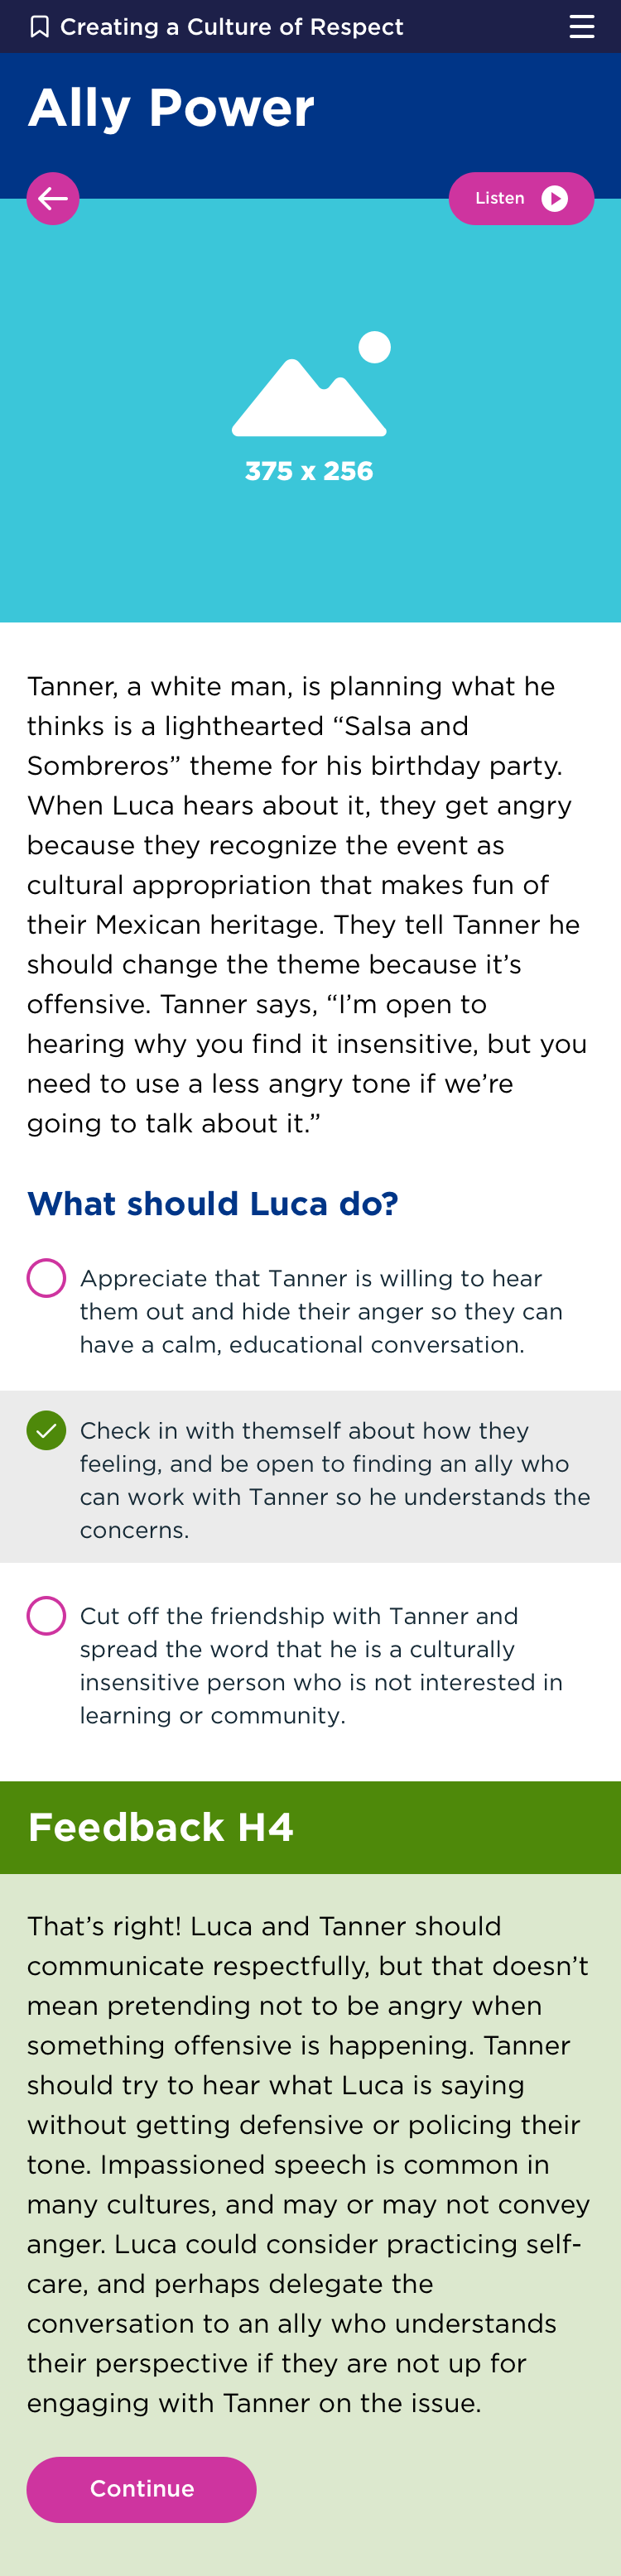 Creating a Culture of Respect
Ally Power
Listen
375 x 256
Tanner, a white man, is planning what he
thinks is a lighthearted “Salsa and
Sombreros” theme for his birthday party.
When Luca hears about it, they get angry
because they recognize the event as
cultural appropriation that makes fun of
their Mexican heritage. They tell Tanner he
should change the theme because it’s
offensive. Tanner says, “I’m open to
hearing why you find it insensitive, but you
need to use a less angry tone if we’re
going to talk about it.”
What should Luca do?
Appreciate that Tanner is willing to hear
them out and hide their anger so they can
have a calm, educational conversation.
Check in with themself about how they
feeling, and be open to finding an ally who
can work with Tanner so he understands the
concerns.
Cut off the friendship with Tanner and
spread the word that he is a culturally
insensitive person who is not interested in
learning or community.
Feedback H4
That’s right! Luca and Tanner should
communicate respectfully, but that doesn’t
mean pretending not to be angry when
something offensive is happening. Tanner
should try to hear what Luca is saying
without getting defensive or policing their
tone. Impassioned speech is common in
many cultures, and may or may not convey
anger. Luca could consider practicing self-
care, and perhaps delegate the
conversation to an ally who understands
their perspective if they are not up for
engaging with Tanner on the issue.
Continue